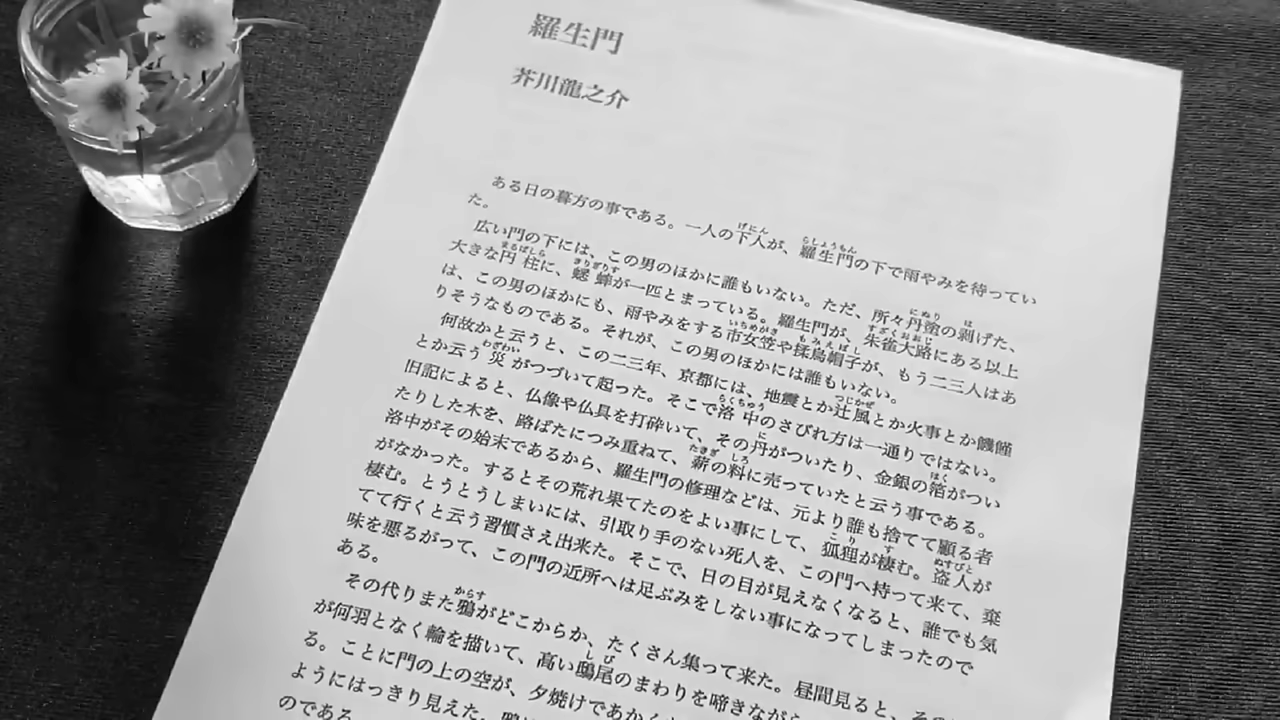 羅生門
芥川龍之介
ある日の暮方の事である。一人の下人が、羅生門の下で雨やみを待ってい
た。
広い門の下には、この男のほかに誰もいない。ただ、所々丹塗の剥げた、
大きな円柱に、蟋蟀が一匹とまっている。羅生門が、朱雀大路にある以上
は、この男のほかにも、雨やみをする市女笠や揉烏帽子が、もう二三人はあ
りそうなものである。それが、この男のほかには誰もいない。
何故かと云うと、この二三年、京都には、地震とか辻風とか火事とか饑饉
とか云う災がつづいて起った。そこで洛中のさびれ方は一通りではない。
旧記によると、仏像や仏具を打砕いて、その丹がついたり、金銀の箔がつい
たりした木を、路ばたにつみ重ねて、薪の料に売っていたと云う事である。
洛中がその始末であるから、羅生門の修理などは、元より誰も捨てて顧る者
がなかった。するとその荒れ果てたのをよい事にして、狐狸が棲む。盗人が
棲む。とうとうしまいには、引取り手のない死人を、この門へ持って来て、棄
てて行くと云う習慣さえ出来た。そこで、日の目が見えなくなると、誰でも気
味を悪るがって、この門の近所へは足ぶみをしない事になってしまったので
ある。
その代りまた鴉がどこからか、たくさん集って来た。昼間見ると、その
が何羽となく輪を描いて、高い鴟尾のまわりを啼きながら
る。ことに門の上の空が、夕焼けであかく
ようにはっきり見えた。鴉
のである。